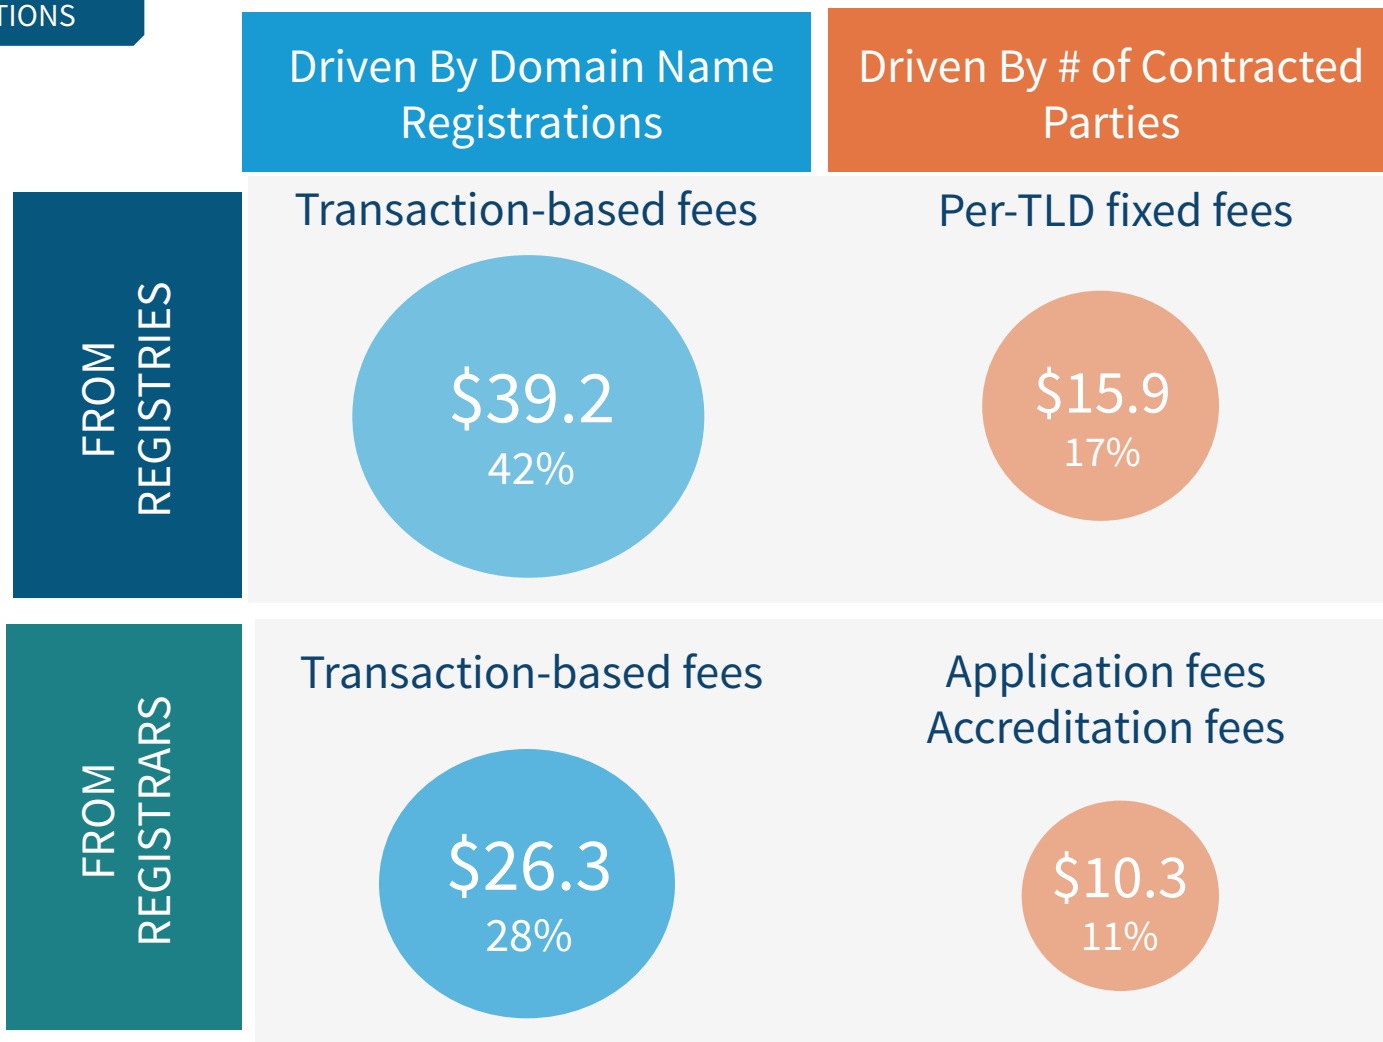 TIONS
Driven By Domain Name
Registrations
Driven By # of Contracted
Parties
FROM
REGISTRIES
Transaction-based fees
$39.2
42%
Per-TLD fixed fees
$15.9
17%
FROM
REGISTRARS
Transaction-based fees
$26.3
28%
Application fees
Accreditation fees
$10.3
11%